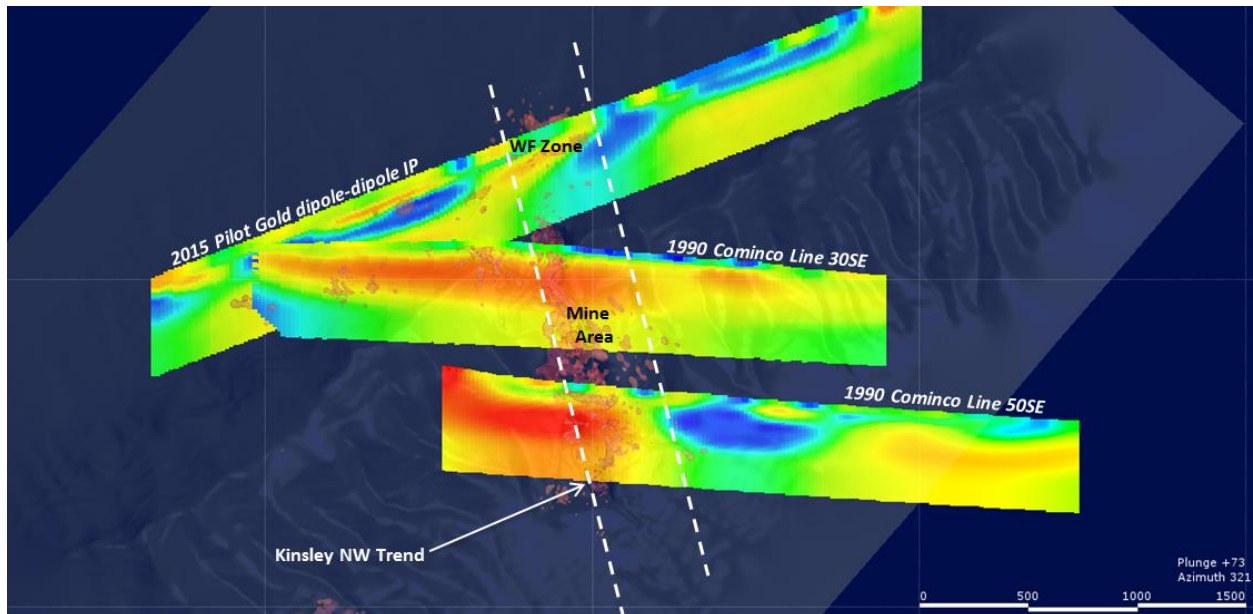 WF Zone
2015 Pilot Gold dipole-dipole IP
1990 Cominco Line 30SE
Mine
Area
1990 Cominco Line 50SE
Kinsley NW Trend
Plunge +73
Azimuth 321
0 500 1000 1500